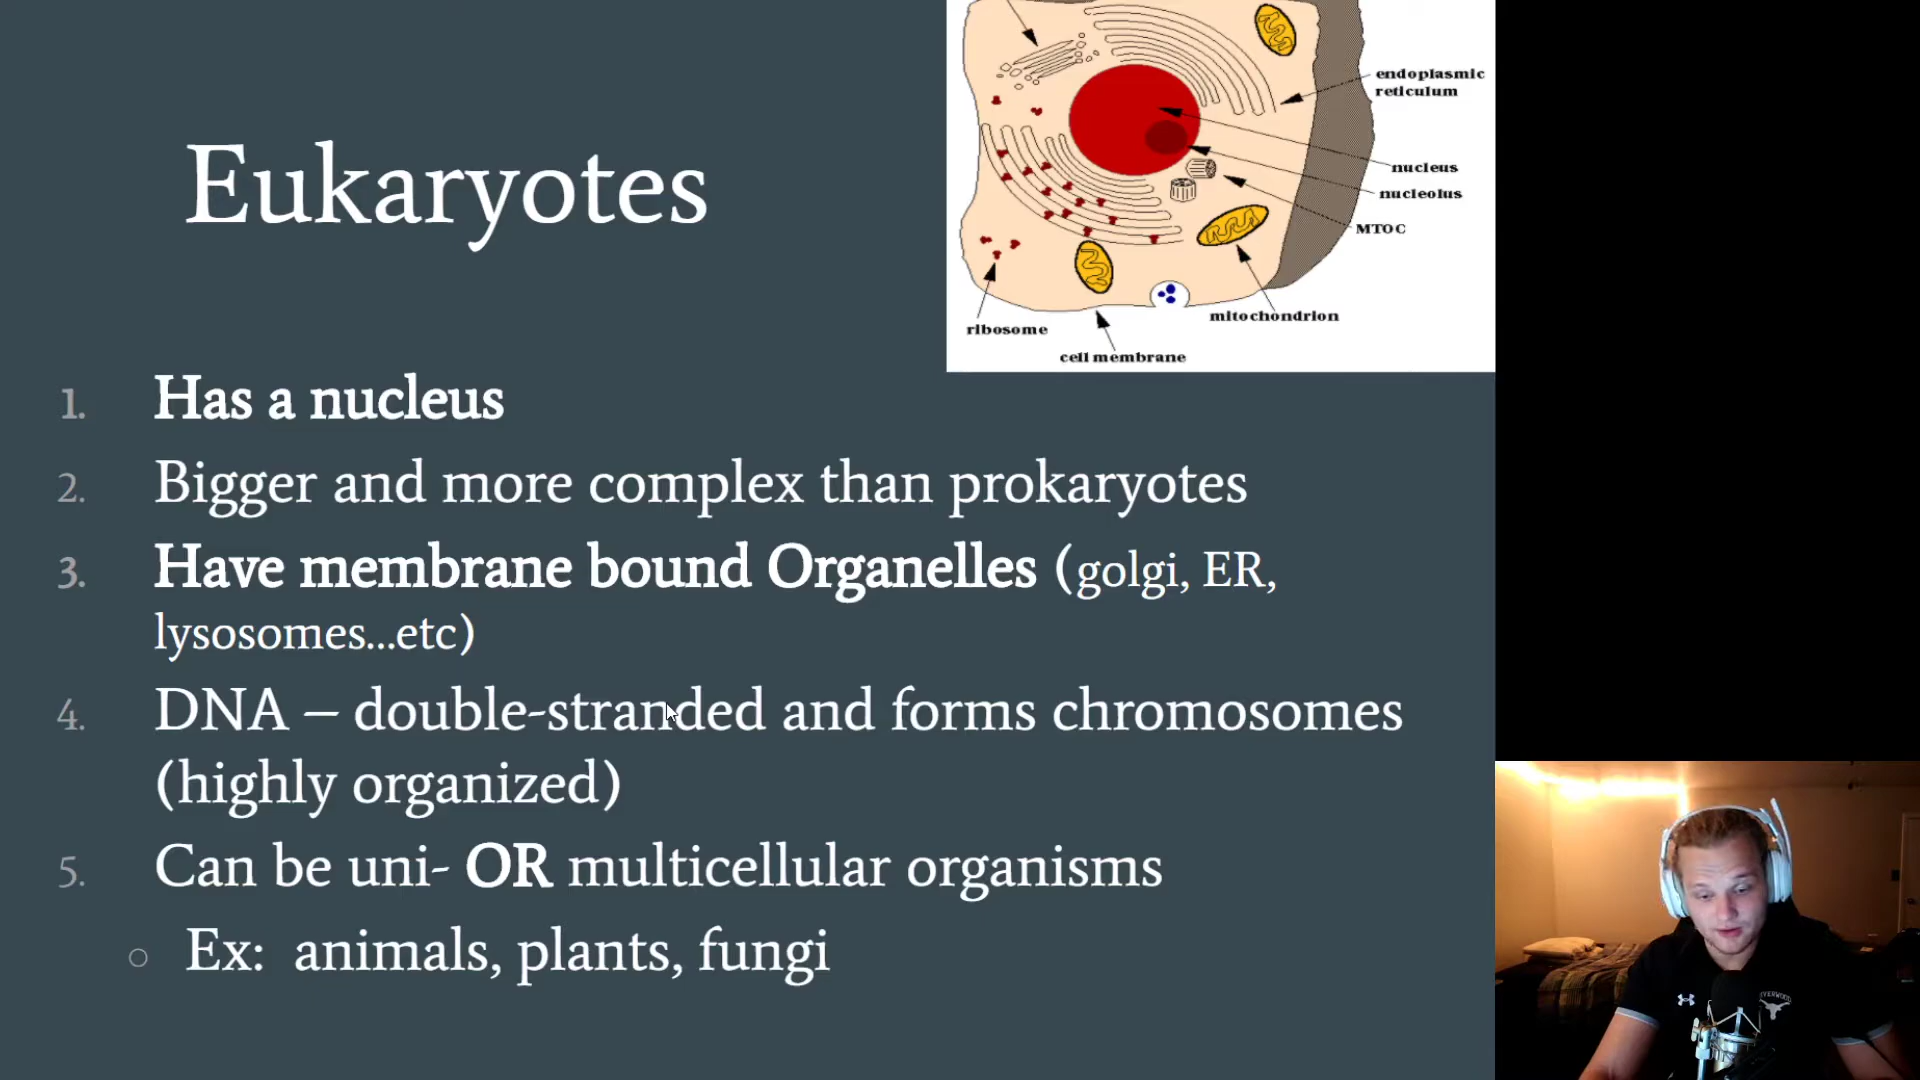 Eukaryotes
endoplasmic
reticulum
nucleus
nucleolus
MTOC
mitochondrion
ribosome
cell membrane
1. Has a nucleus
2. Bigger and more complex than prokaryotes
3. Have membrane bound Organelles (golgi, ER,
lysosomes...etc)
4. DNA – double-stranded and forms chromosomes
(highly organized)
5. Can be uni- OR multicellular organisms
○ Ex: animals, plants, fungi